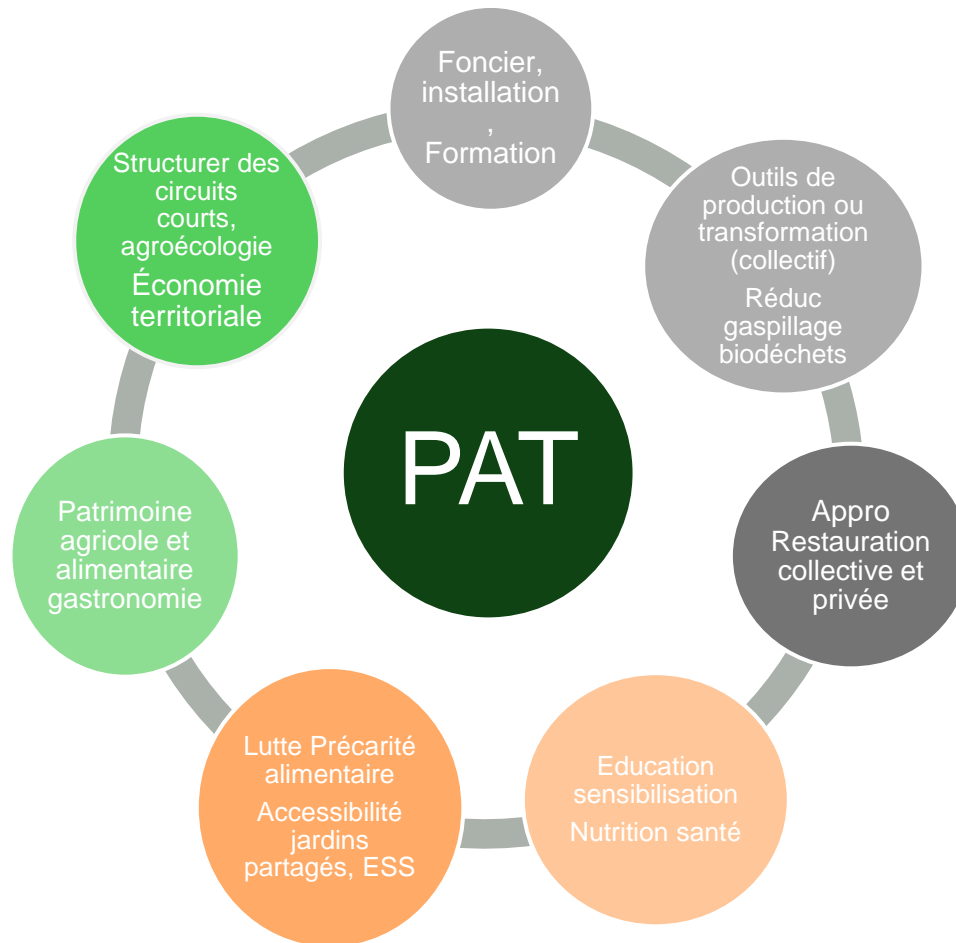 Foncier,
installation
,
Formation
Outils de
production ou
transformation
(collectif)
Réduc
gaspillage
biodéchets
Appro
Restauration
collective et
privée
Education
sensibilisation
Nutrition santé
Lutte Précarité
alimentaire
Accessibilité
jardins
partagés, ESS
Patrimoine
agricole et
alimentaire
gastronomie
Structurer des
circuits
courts,
agroécologie
Économie
territoriale
PAT